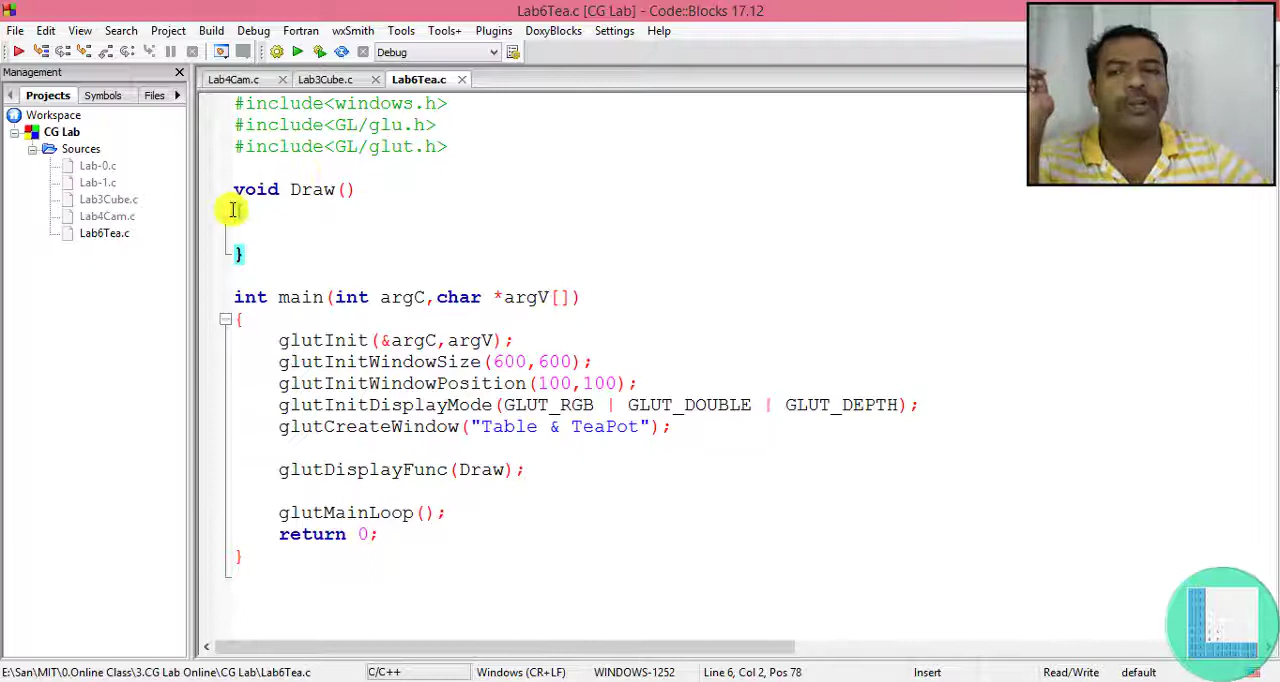 Lab6Tea.c [CG Lab] - Code::Blocks 17.12
File Edit View Search Project Build Debug Fortran wxSmith Tools Tools+ Plugins DoxyBlocks Settings Help
Debug
Management
Lab4Cam.c Lab3Cube.c Lab6Tea.c
Projects Symbols Files
Workspace
CG Lab
Sources
Lab-0.c
Lab-1.c
Lab3Cube.c
Lab4Cam.c
Lab6Tea.c
#include<windows.h>
#include<GL/glu.h>
#include<GL/glut.h>
void Draw()
}
int main(int argC,char *argV[])
{
glutInit(&argC,argV);
glutInitWindowSize(600,600);
glutInitWindowPosition(100,100);
glutInitDisplayMode(GLUT_RGB | GLUT_DOUBLE | GLUT_DEPTH);
glutCreateWindow("Table & TeaPot");
glutDisplayFunc(Draw);
glutMainLoop();
return 0;
}
E:\San\MIT\0.Online Class\3.CG Lab Online\CG Lab\Lab6Tea.c C/C++ Windows (CR+LF) WINDOWS-1252 Line 6, Col 2, Pos 78 Insert Read/Write default